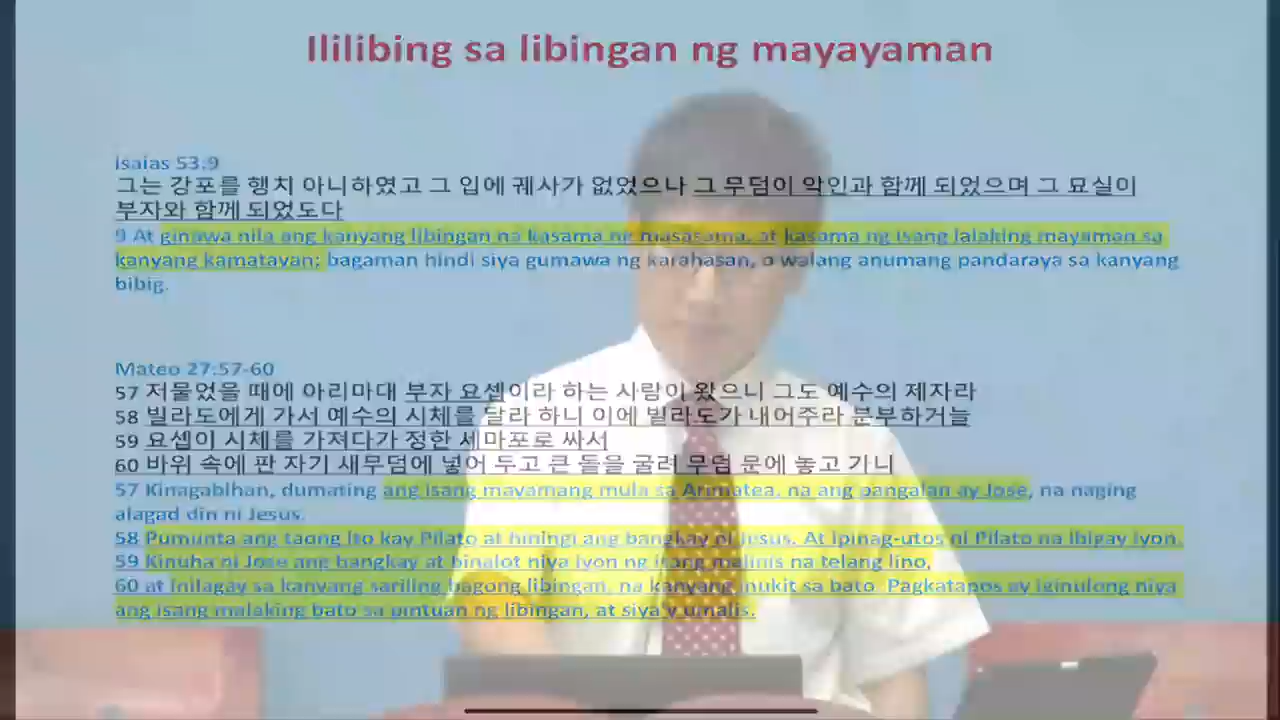 Ililibing sa libingan ng mayayaman
Isaias 53:9
그는 강포를 행치 아니하였고 그 입에 궤사가 없었으나 그 무덤이 악인과 함께 되었으며 그 묘실이
부자와 함께 되었도다
9 At ginawa nila ang kanyang libingan na kasama ng masasama, at kasama ng isang lalaking mayaman sa
kanyang kamatayan; bagaman hindi siya gumawa ng karahasan, o walang anumang pandaraya sa kanyang
bibig.
Mateo 27:57-60
57 저물었을 때에 아리마대 부자 요셉이라 하는 사람이 왔으니 그도 예수의 제자라
58 빌라도에게 가서 예수의 시체를 달라 하니 이에 빌라도가 내어주라 분부하거늘
59 요셉이 시체를 가져다가 정한 세마포로 싸서
60 바위 속에 판 자기 새무덤에 넣어 두고 큰 돌을 굴려 무덤 문에 놓고 가니
57 Kinagabihan, dumating ang isang mayamang mula sa Arimatea, na ang pangalan ay Jose, na naging
alagad din ni Jesus.
58 Pumunta ang taong ito kay Pilato at hiningi ang bangkay ni Jesus. At ipinag-utos ni Pilato na ibigay iyon.
59 Kinuha ni Jose ang bangkay at binalot niya iyon ng isang malinis na telang lino,
60 at inilagay sa kanyang sariling bagong libingan, na kanyang inukit sa bato. Pagkatapos ay iginulong niya
ang isang malaking bato sa pintuan ng libingan, at siya'y umalis.